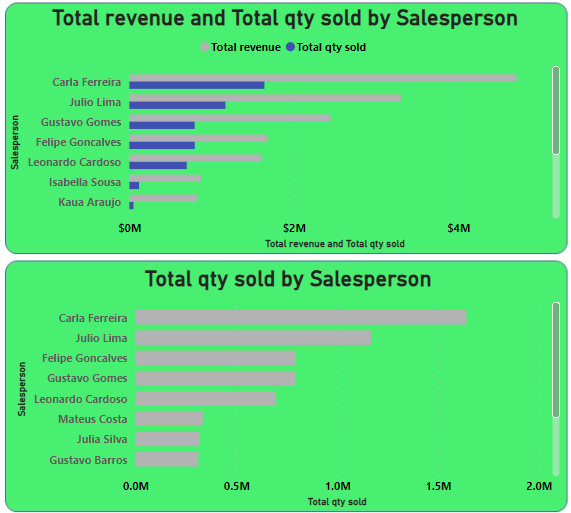 Total revenue and Total qty sold by Salesperson
Total revenue Total qty sold
Salesperson
Carla Ferreira
Julio Lima
Gustavo Gomes
Felipe Goncalves
Leonardo Cardoso
Isabella Sousa
Kaua Araujo
$0M $2M $4M
Total revenue and Total qty sold
Total qty sold by Salesperson
Salesperson
Carla Ferreira
Julio Lima
Felipe Goncalves
Gustavo Gomes
Leonardo Cardoso
Mateus Costa
Julia Silva
Gustavo Barros
0.0M 0.5M 1.0M 1.5M 2.0M
Total qty sold